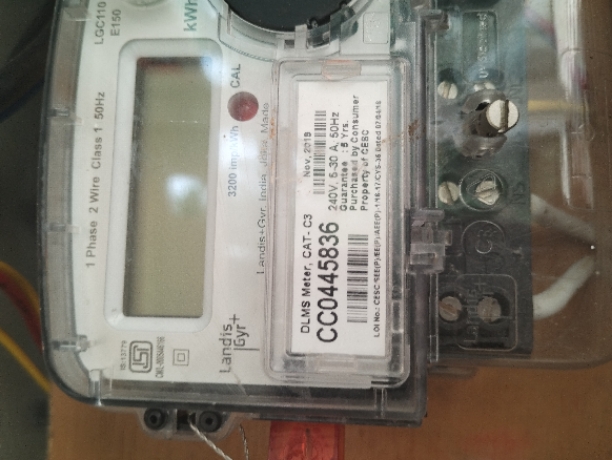 LGC110
E150
kWh
1 Phase 2 Wire Class 1 50Hz
CAL
3200 imp/kWh
Landis+Gyr, India
IS:13779
Landis
Gyr+
DLMS Meter, CAT- C3
Nov, 2019
CC0445836
240V, 5-30 A, 50Hz
Guarantee : 5 Yrs.
Purchased by Consumer
Property of CESC